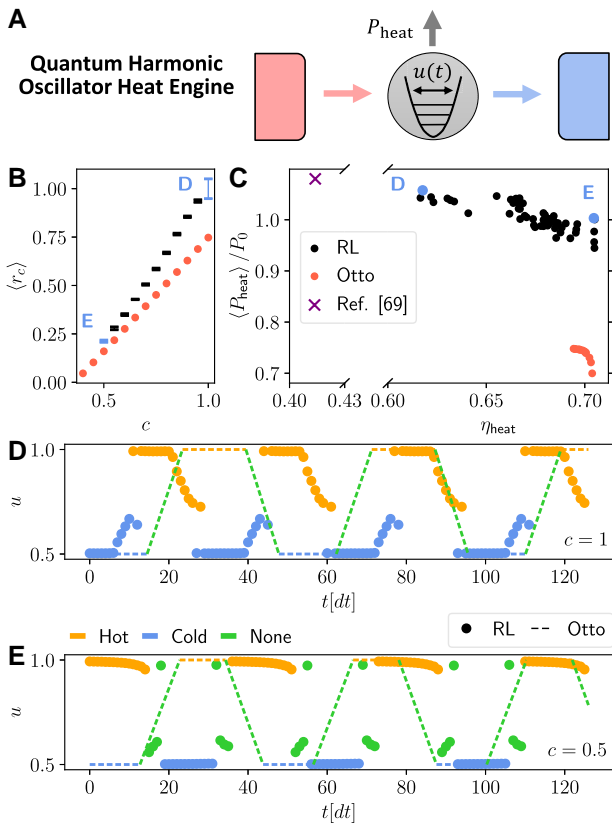 A
Quantum Harmonic
Oscillator Heat Engine
P_heat
u(t)
B
1.00
0.75
0.50
0.25
0.00
⟨r_c⟩
D
E
0.5
1.0
c
C
1.0
0.9
0.8
0.7
⟨P_heat⟩/P_0
D
E
RL
Otto
Ref. [69]
0.40
0.43
0.60
0.65
0.70
η_heat
D
1.0
0.5
u
c = 1
0
20
40
60
80
100
120
t[dt]
Hot
Cold
None
RL
Otto
E
1.0
0.5
u
c = 0.5
0
20
40
60
80
100
120
t[dt]